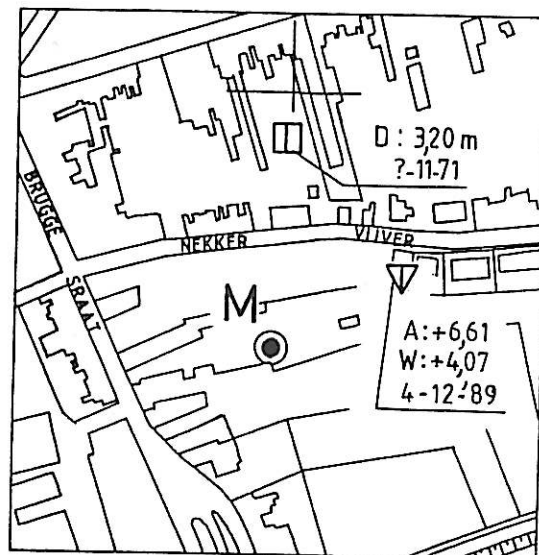 D : 3,20 m
?-11-71
BRUGGE
SRAAT
NEKKER
VIJVER
M
A:+6,61
W:+4,07
4-12-'89